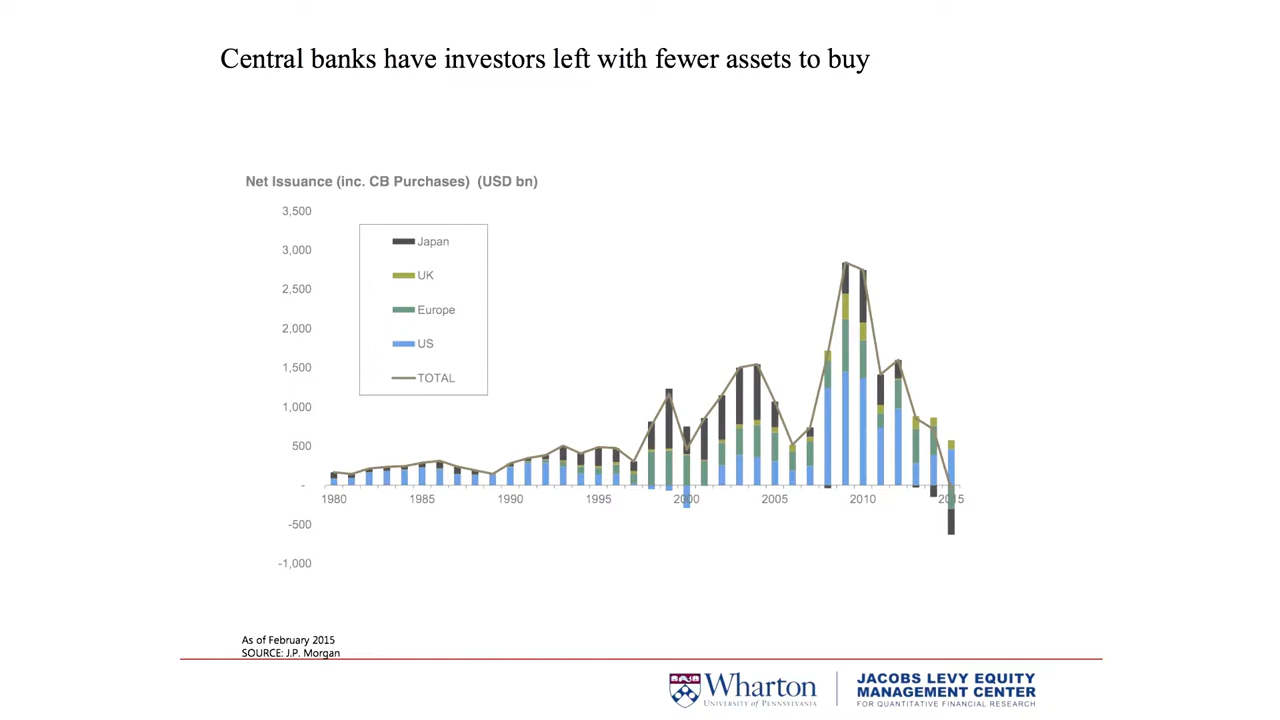 Central banks have investors left with fewer assets to buy
Net Issuance (inc. CB Purchases) (USD bn)
3,500
3,000
2,500
2,000
1,500
1,000
500
-
-500
-1,000
Japan
UK
Europe
US
TOTAL
1980 1985 1990 1995 2000 2005 2010 2015
As of February 2015
SOURCE: J.P. Morgan
Wharton
UNIVERSITY of PENNSYLVANIA
JACOBS LEVY EQUITY
MANAGEMENT CENTER
FOR QUANTITATIVE FINANCIAL RESEARCH